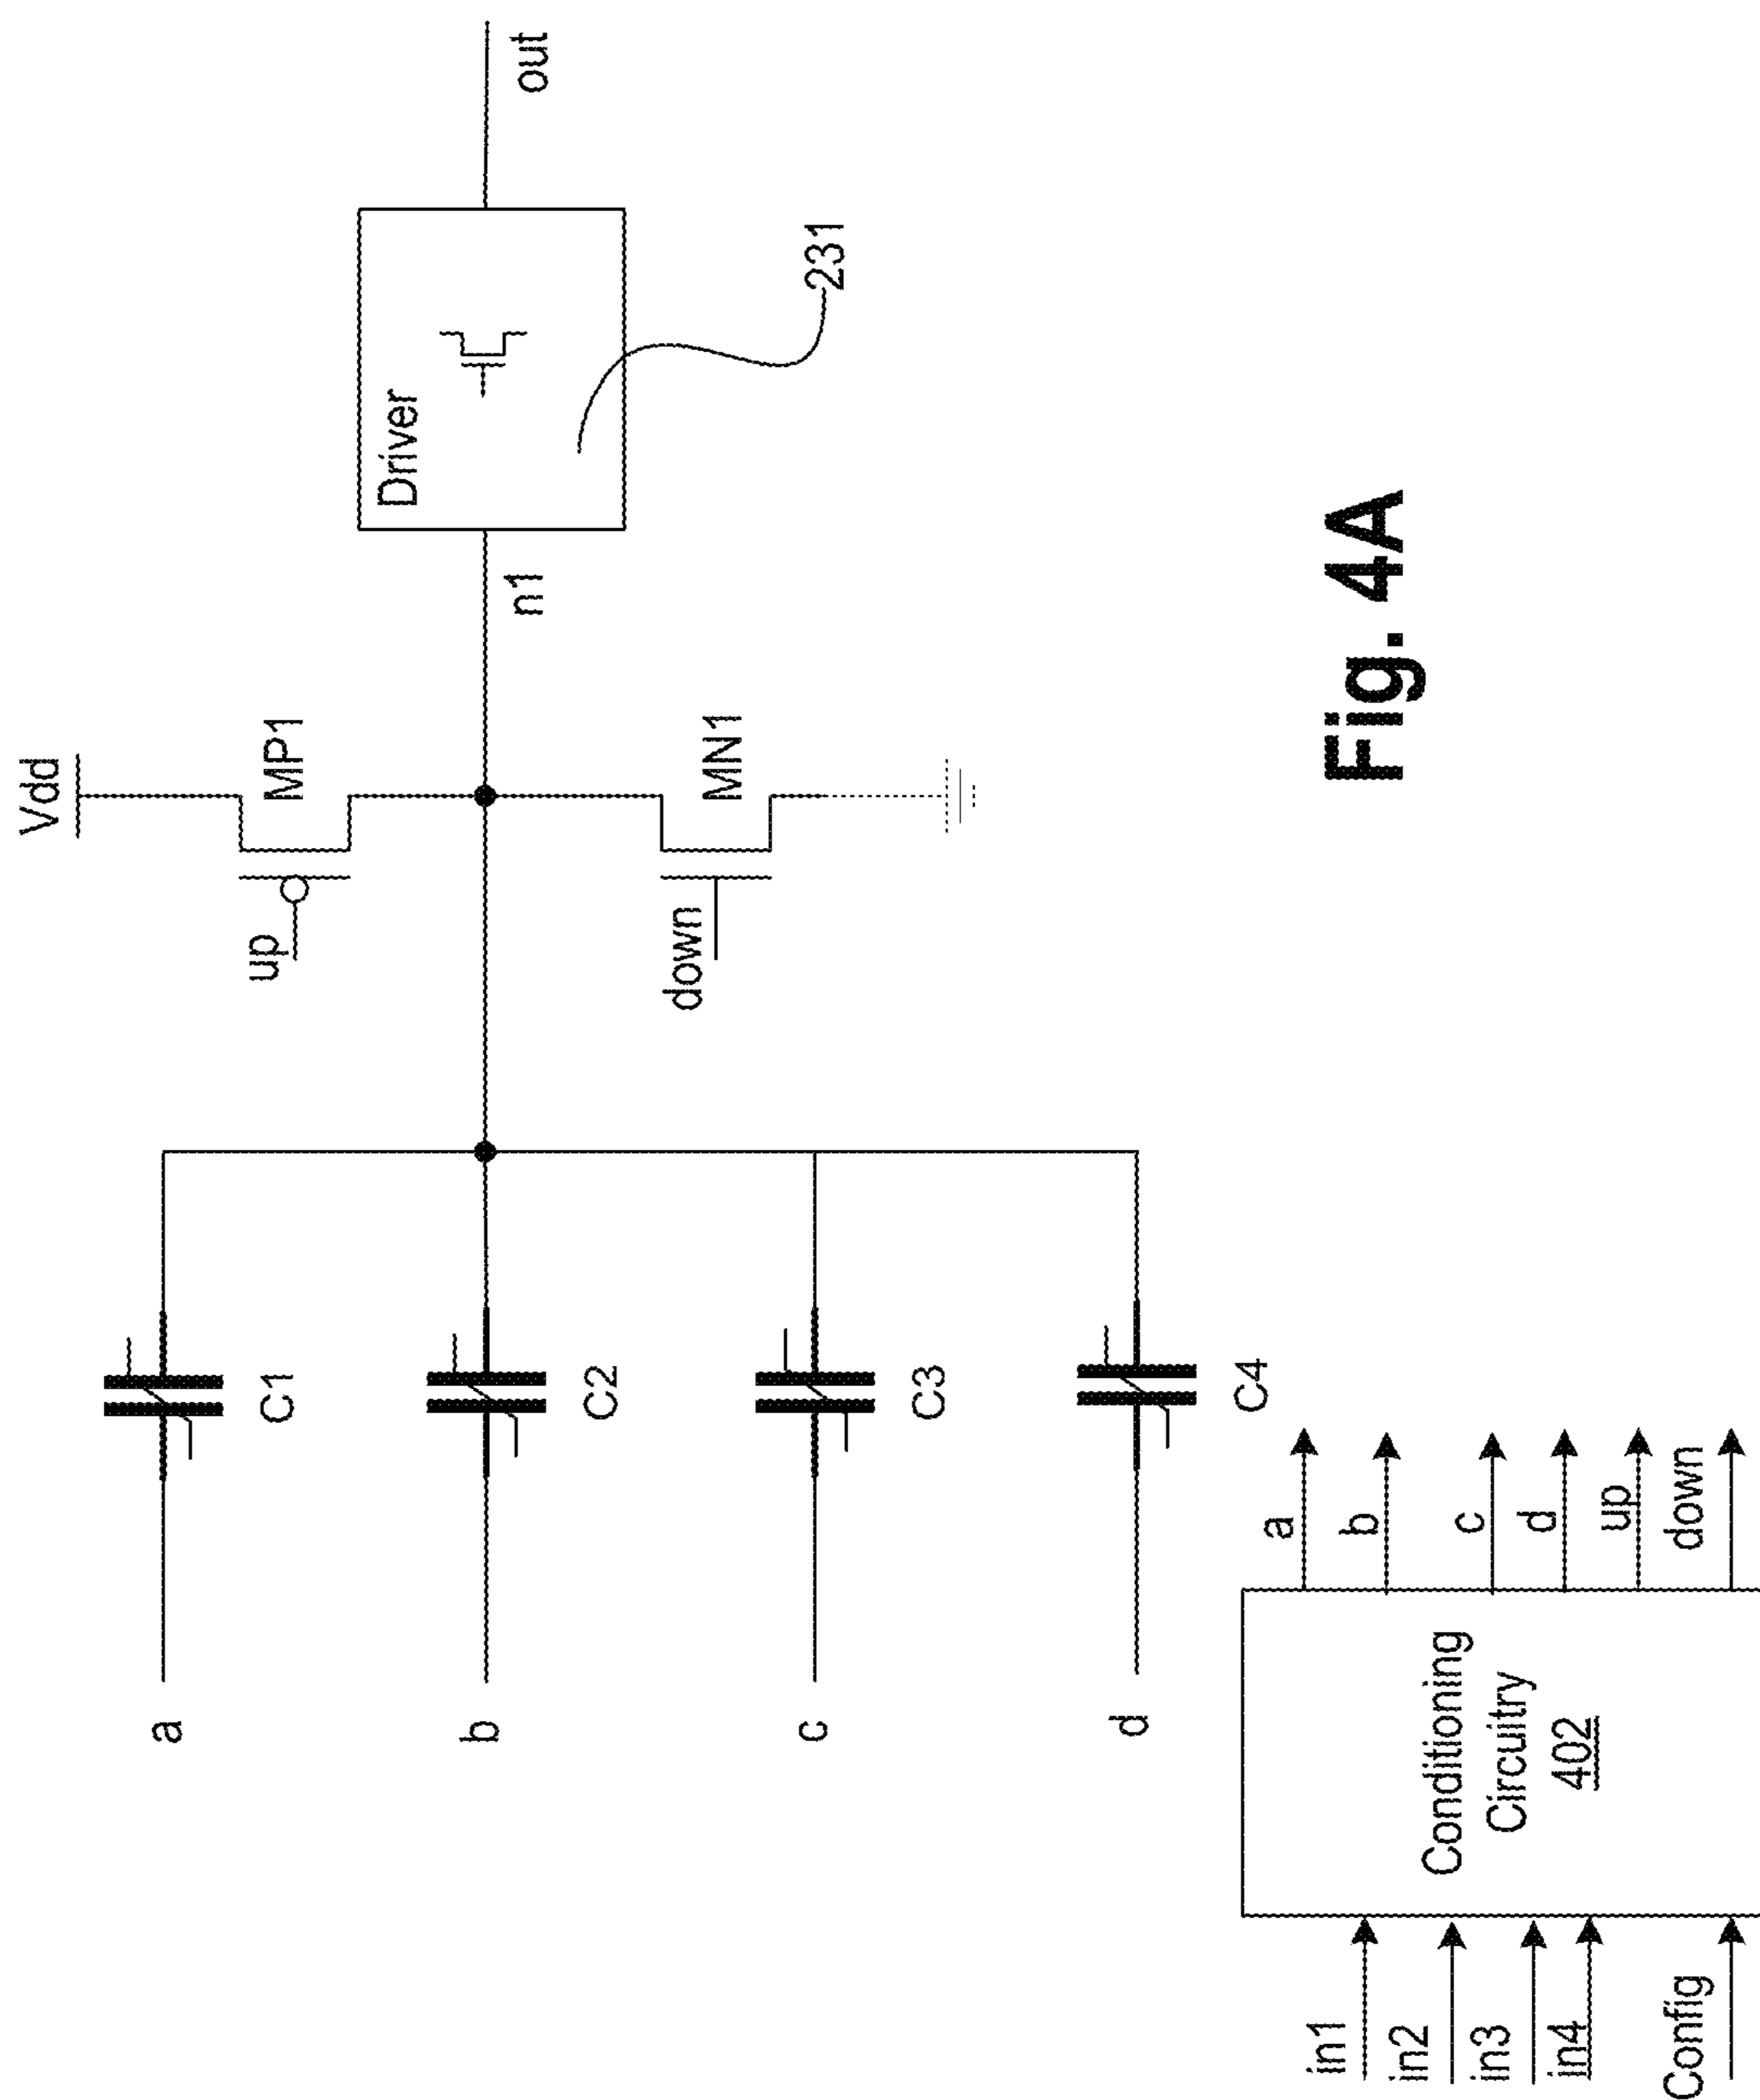 Vdd
up
MP1
a
C1
Driver
out
b
C2
n1
231
down
MN1
c
C3
d
C4
in1
in2
in3
in4
Config
Conditioning
Circuitry
402
a
b
c
d
up
down
Fig. 4A